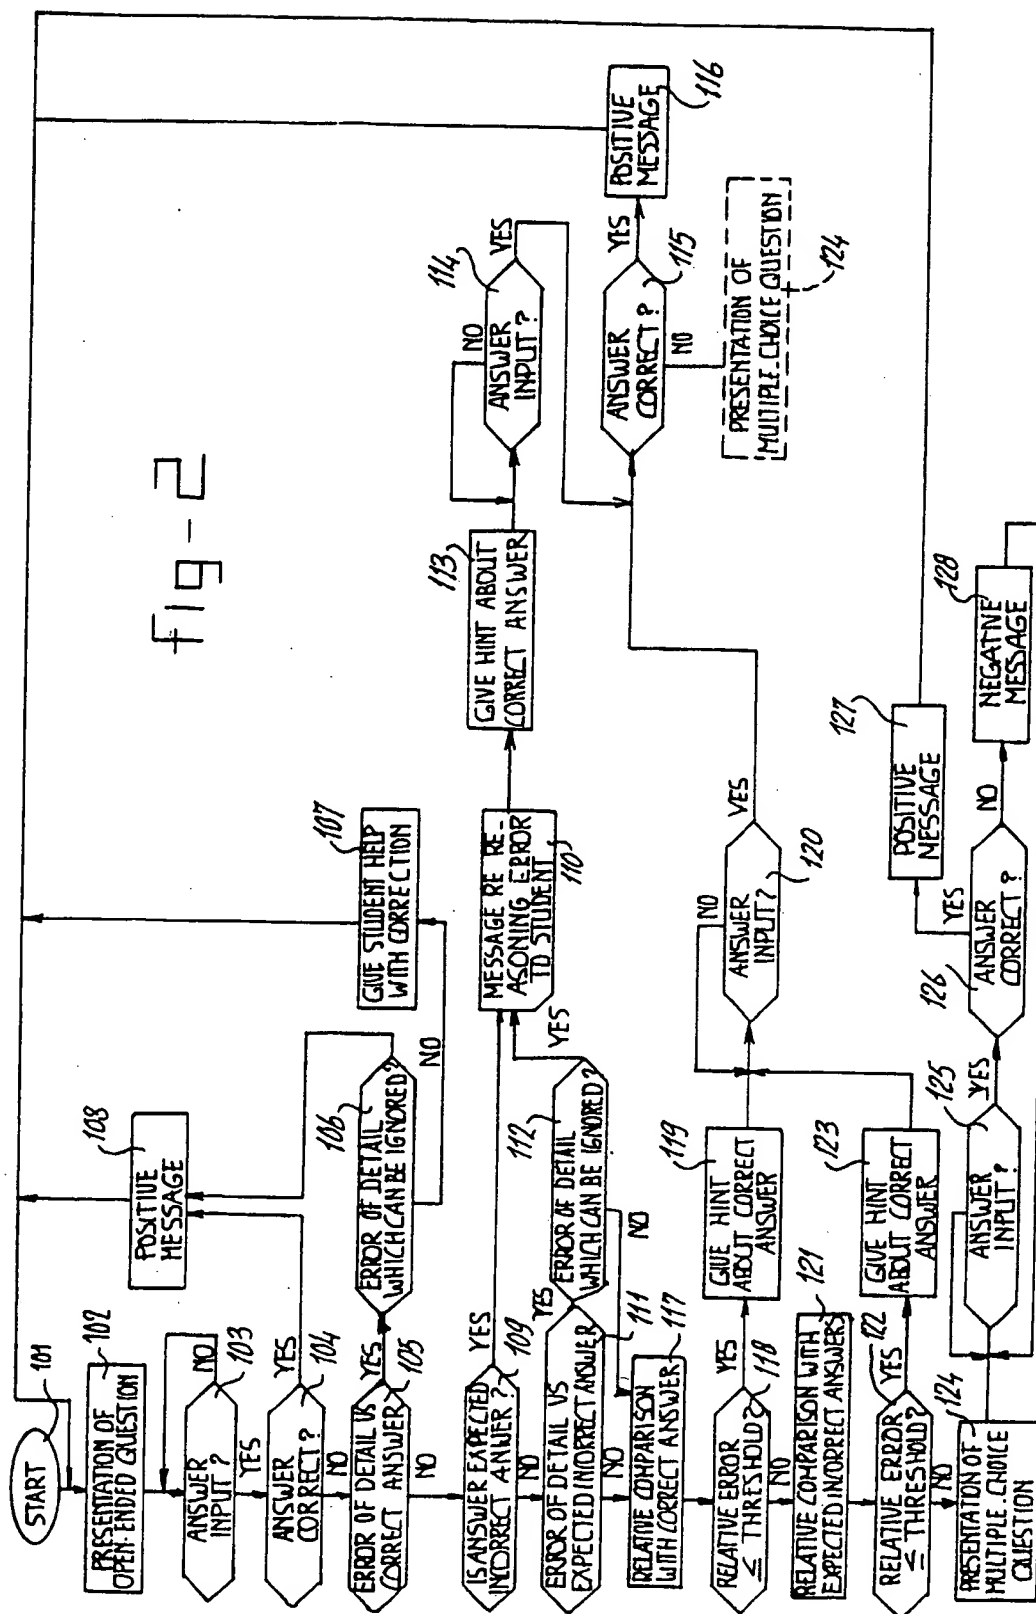 fig-2
START
101
PRESENTATION OF
OPEN-ENDED QUESTION
102
ANSWER
INPUT?
103
NO
YES
ANSWER
CORRECT?
104
YES
NO
POSITIVE
MESSAGE
108
ERROR OF DETAIL VS
CORRECT ANSWER
105
YES
NO
ERROR OF DETAIL
WHICH CAN BE IGNORED?
106
NO
GIVE STUDENT HELP
WITH CORRECTION
107
IS ANSWER EXPECTED
INCORRECT ANWER?
109
YES
NO
MESSAGE RE RE-
ASONING ERROR
TO STUDENT
110
ERROR OF DETAIL VS
EXPECTED INCORRECT ANSWER
111
YES
NO
ERROR OF DETAIL
WHICH CAN BE IGNORED?
112
YES
NO
GIVE HINT ABOUT
CORRECT ANSWER
113
ANSWER
INPUT?
114
NO
YES
ANSWER
CORRECT?
115
YES
NO
POSITIVE
MESSAGE
116
PRESENTATION OF
MULTIPLE-CHOICE QUESTION
124
RELATIVE COMPARISON
WITH CORRECT ANSWER
117
RELATIVE ERROR
≤ THRESHOLD?
118
YES
NO
GIVE HINT
ABOUT CORRECT
ANSWER
119
ANSWER
INPUT?
120
NO
YES
RELATIVE COMPARISON WITH
EXPECTED INCORRECT ANSWERS
121
RELATIVE ERROR
≤ THRESHOLD?
122
YES
NO
GIVE HINT
ABOUT CORRECT
ANSWER
123
PRESENTATION OF
MULTIPLE-CHOICE
QUESTION
124
ANSWER
INPUT?
125
YES
ANSWER
CORRECT?
126
YES
NO
POSITIVE
MESSAGE
127
NEGATIVE
MESSAGE
128